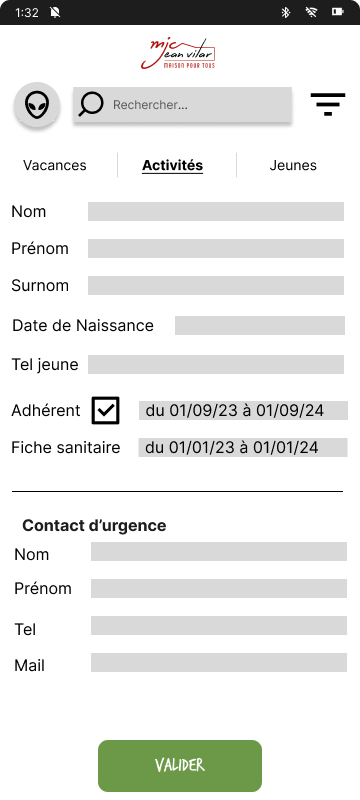 1:32
mjc
jean vilar
MAISON POUR TOUS
Rechercher...
Vacances Activités Jeunes
Nom
Prénom
Surnom
Date de Naissance
Tel jeune
Adhérent du 01/09/23 à 01/09/24
Fiche sanitaire du 01/01/23 à 01/01/24
Contact d’urgence
Nom
Prénom
Tel
Mail
VALIDER